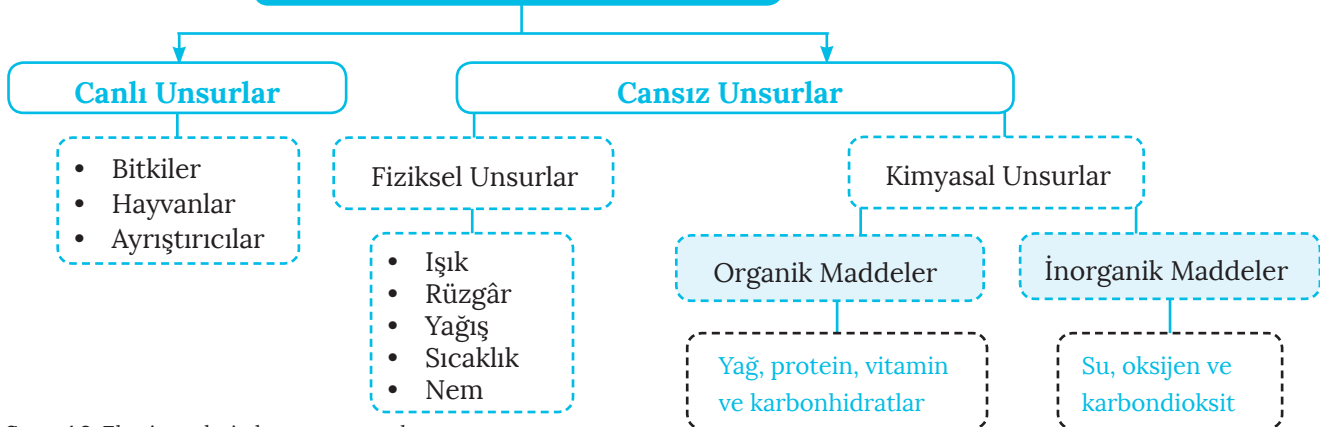 Canlı Unsurlar
Cansız Unsurlar
• Bitkiler
• Hayvanlar
• Ayrıştırıcılar
Fiziksel Unsurlar
• Işık
• Rüzgâr
• Yağış
• Sıcaklık
• Nem
Kimyasal Unsurlar
Organik Maddeler
İnorganik Maddeler
Yağ, protein, vitamin
ve karbonhidratlar
Su, oksijen ve
karbondioksit